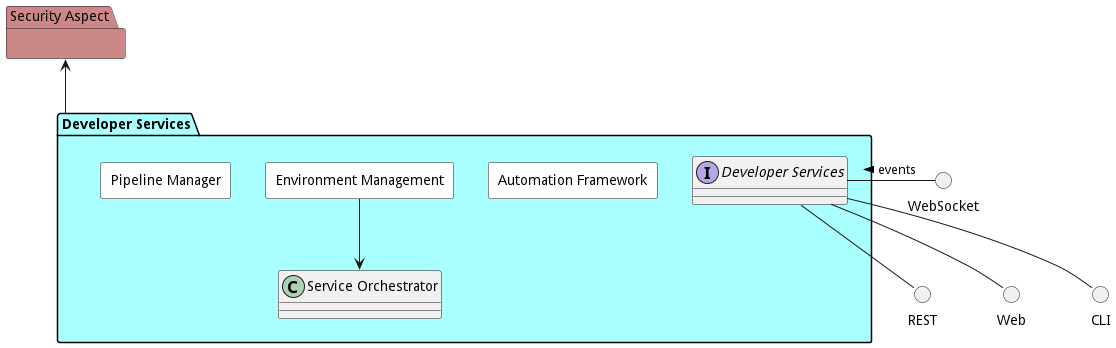 Security Aspect
Developer Services
Pipeline Manager
Environment Management
Automation Framework
I Developer Services
events
WebSocket
C Service Orchestrator
REST
Web
CLI